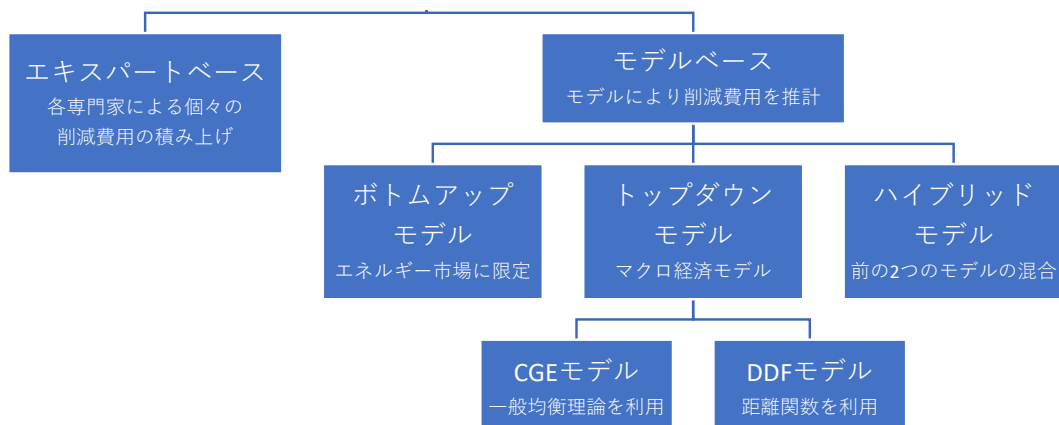 エキスパートベース
各専門家による個々の
削減費用の積み上げ
モデルベース
モデルにより削減費用を推計
ボトムアップ
モデル
エネルギー市場に限定
トップダウン
モデル
マクロ経済モデル
ハイブリッド
モデル
前の2つのモデルの混合
CGEモデル
一般均衡理論を利用
DDFモデル
距離関数を利用